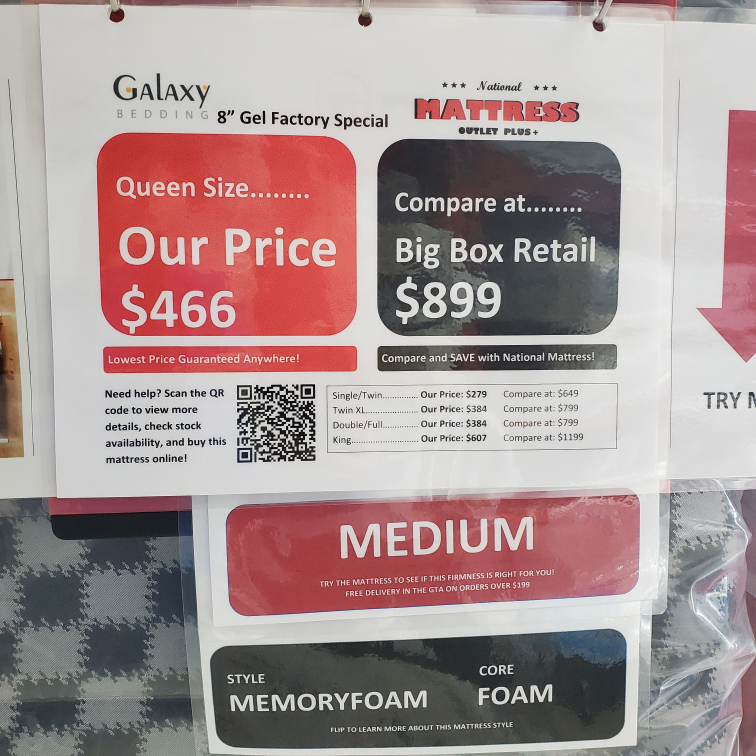 GALAXY
BEDDING
8” Gel Factory Special
*** National ***
MATTRESS
OUTLET PLUS+
Queen Size........
Our Price
$466
Compare at........
Big Box Retail
$899
Lowest Price Guaranteed Anywhere!
Compare and SAVE with National Mattress!
Need help? Scan the QR
code to view more
details, check stock
availability, and buy this
mattress online!
Single/Twin.............. Our Price: $279 Compare at: $649
Twin XL.................... Our Price: $384 Compare at: $799
Double/Full.............. Our Price: $384 Compare at: $799
King.......................... Our Price: $607 Compare at: $1199
TRY
MEDIUM
TRY THE MATTRESS TO SEE IF THIS FIRMNESS IS RIGHT FOR YOU!
FREE DELIVERY IN THE GTA ON ORDERS OVER $199
STYLE
MEMORYFOAM
CORE
FOAM
FLIP TO LEARN MORE ABOUT THIS MATTRESS STYLE